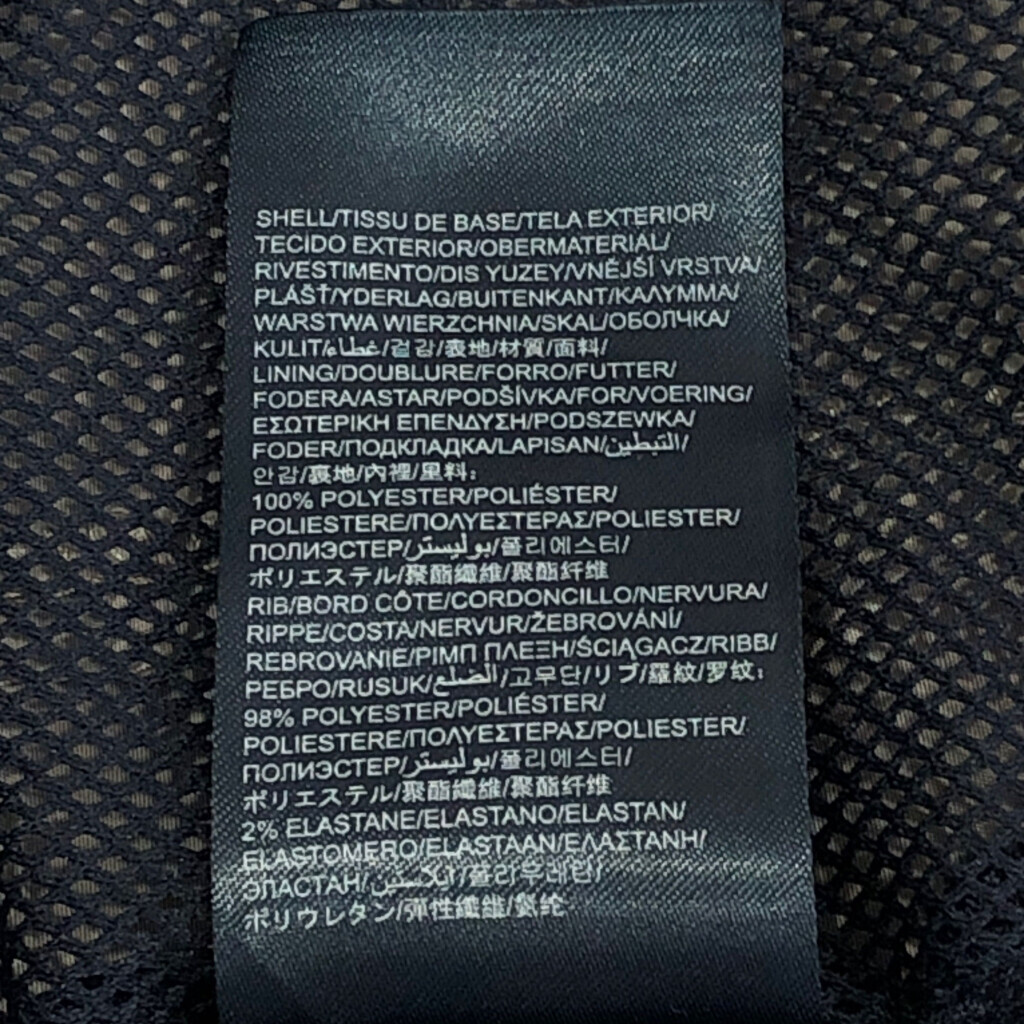 SHELL/TISSU DE BASE/TELA EXTERIOR/
TECIDO EXTERIOR/OBERMATERIAL/
RIVESTIMENTO/DIS YUZEY/VNĚJŠÍ VRSTVA/
PLÁŠŤ/YDERLAG/BUITENKANT/ΚΑΛΥΜΜΑ/
WARSTWA WIERZCHNIA/SKAL/ОБОЛЧКА/
KULIT/غطاء/겉감/表地/材質/面料/
LINING/DOUBLURE/FORRO/FUTTER/
FODERA/ASTAR/PODŠÍVKA/FOR/VOERING/
ΕΣΩΤΕΡΙΚΗ ΕΠΕΝΔΥΣΗ/PODSZEWKA/
FODER/ПОДКЛАДКА/LAPISAN/التبطين/
안감/裏地/內裡/里料:
100% POLYESTER/POLIÉSTER/
POLIESTERE/ΠΟΛΥΕΣΤΕΡΑΣ/POLIESTER/
ПОЛИЭСТЕР/بوليستر/폴리에스터/
ポリエステル/聚酯纖維/聚酯纤维
RIB/BORD CÔTE/CORDONCILLO/NERVURA/
RIPPE/COSTA/NERVUR/ŽEBROVÁNÍ/
REBROVANIE/ΡΙΜΠ ΠΛΕΞΗ/ŚCIĄGACZ/RIBB/
РЕБРО/RUSUK/الضلع/고무단/リブ/羅紋/罗纹:
98% POLYESTER/POLIÉSTER/
POLIESTERE/ΠΟΛΥΕΣΤΕΡΑΣ/POLIESTER/
ПОЛИЭСТЕР/بوليستر/폴리에스터/
ポリエステル/聚酯纖維/聚酯纤维
2% ELASTANE/ELASTANO/ELASTAN/
ELASTOMERO/ELASTAAN/ΕΛΑΣΤΑΝΗ/
ЭЛАСТАН/ايلاستين/폴리우레탄/
ポリウレタン/彈性纖維/氨纶